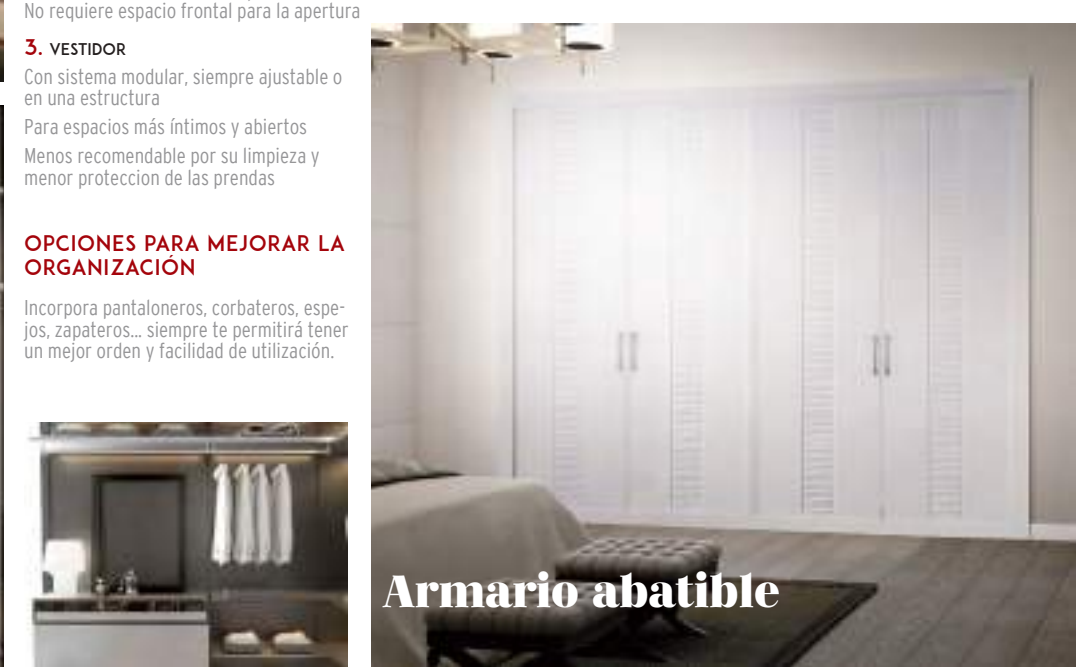 No requiere espacio frontal para la apertura
3. VESTIDOR
Con sistema modular, siempre ajustable o
en una estructura
Para espacios más íntimos y abiertos
Menos recomendable por su limpieza y
menor proteccion de las prendas
OPCIONES PARA MEJORAR LA
ORGANIZACIÓN
Incorpora pantaloneros, corbateros, espe-
jos, zapateros... siempre te permitirá tener
un mejor orden y facilidad de utilización.
Armario abatible